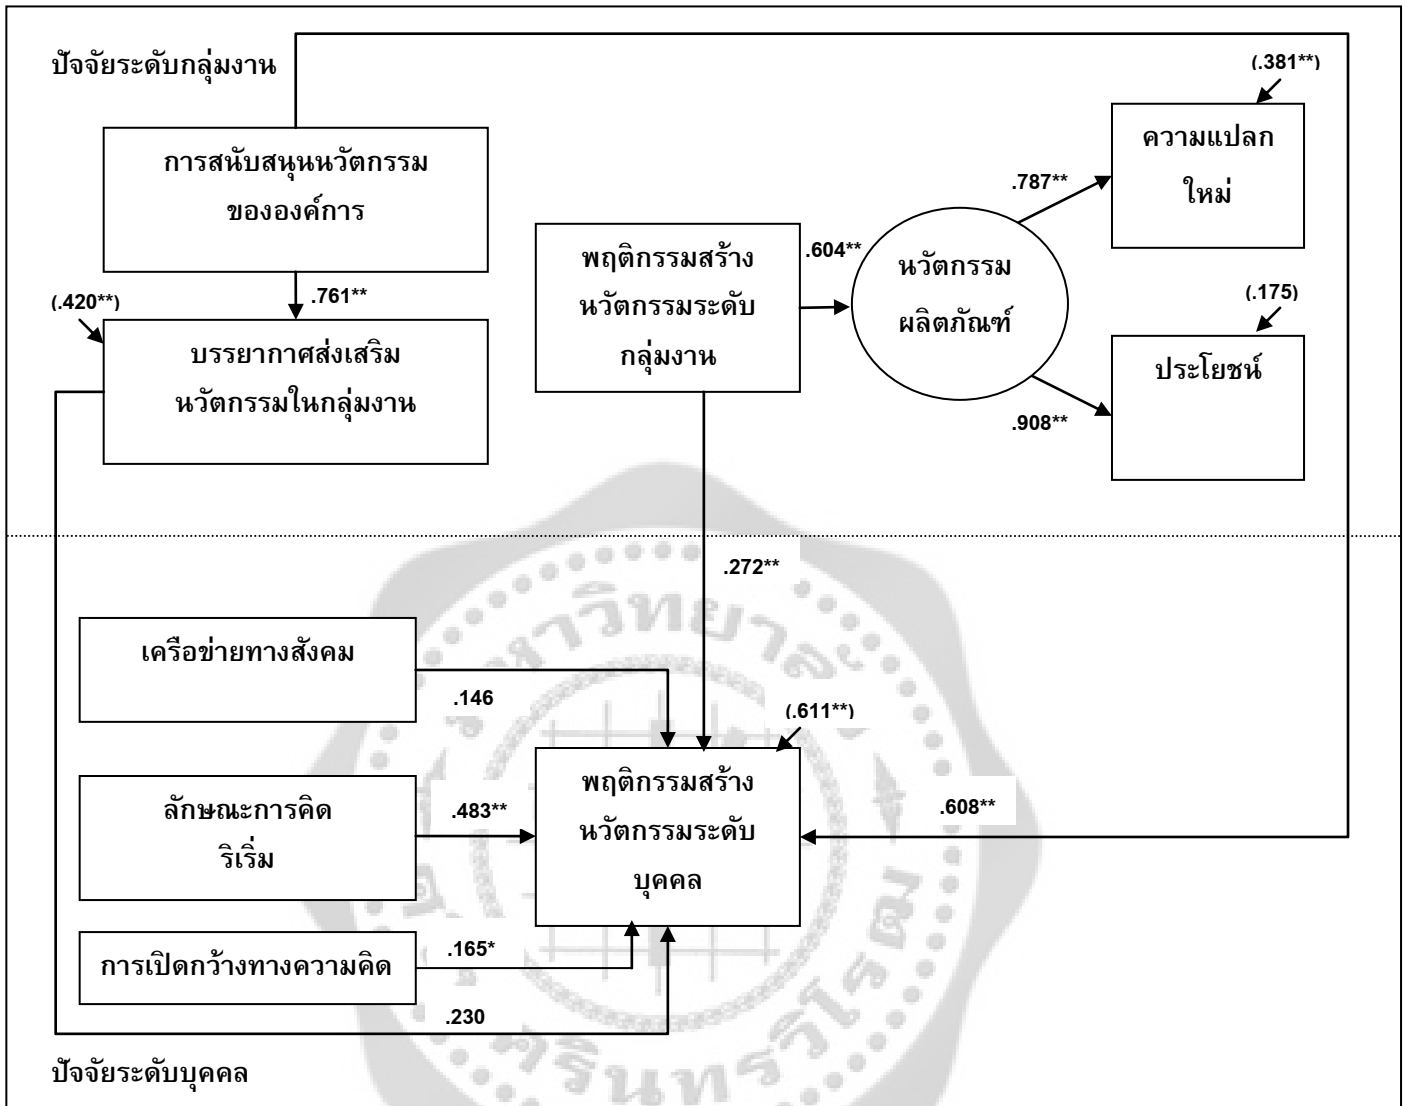 ปัจจัยระดับกลุ่มงาน
(.381**)
ความแปลก
ใหม่
การสนับสนุนนวัตกรรม
ขององค์การ
.787**
พฤติกรรมสร้าง
นวัตกรรมระดับ
กลุ่มงาน
.604**
นวัตกรรม
ผลิตภัณฑ์
(.420**)
.761**
(.175)
บรรยากาศส่งเสริม
นวัตกรรมในกลุ่มงาน
ประโยชน์
.908**
.272**
เครือข่ายทางสังคม
.146
(.611**)
ลักษณะการคิด
ริเริ่ม
.483**
พฤติกรรมสร้าง
นวัตกรรมระดับ
บุคคล
.608**
การเปิดกว้างทางความคิด
.165*
.230
ปัจจัยระดับบุคคล